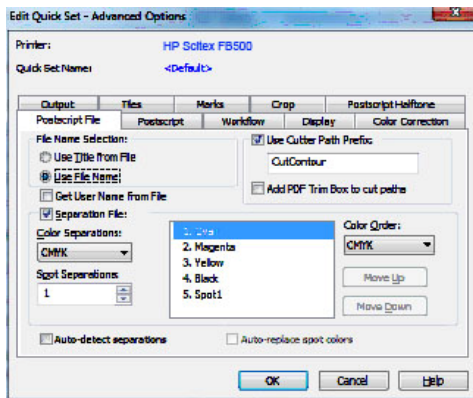 Edit Quick Set - Advanced Options
Printer: HP Scitex FB500
Quick Set Name: <Default>
Output Tiles Marks Crop Postscript Halftone
Postscript File Postscript Workflow Display Color Correction
File Name Selection:
Use Title from File
Use File Name
Get User Name from File
Use Cutter Path Prefix:
CutContour
Add PDF Trim Box to cut paths
Separation File:
Color Separations:
CMYK
Spot Separations:
1
1. Cyan
2. Magenta
3. Yellow
4. Black
5. Spot1
Color Order:
CMYK
Move Up
Move Down
Auto-detect separations
Auto-replace spot colors
OK Cancel Help